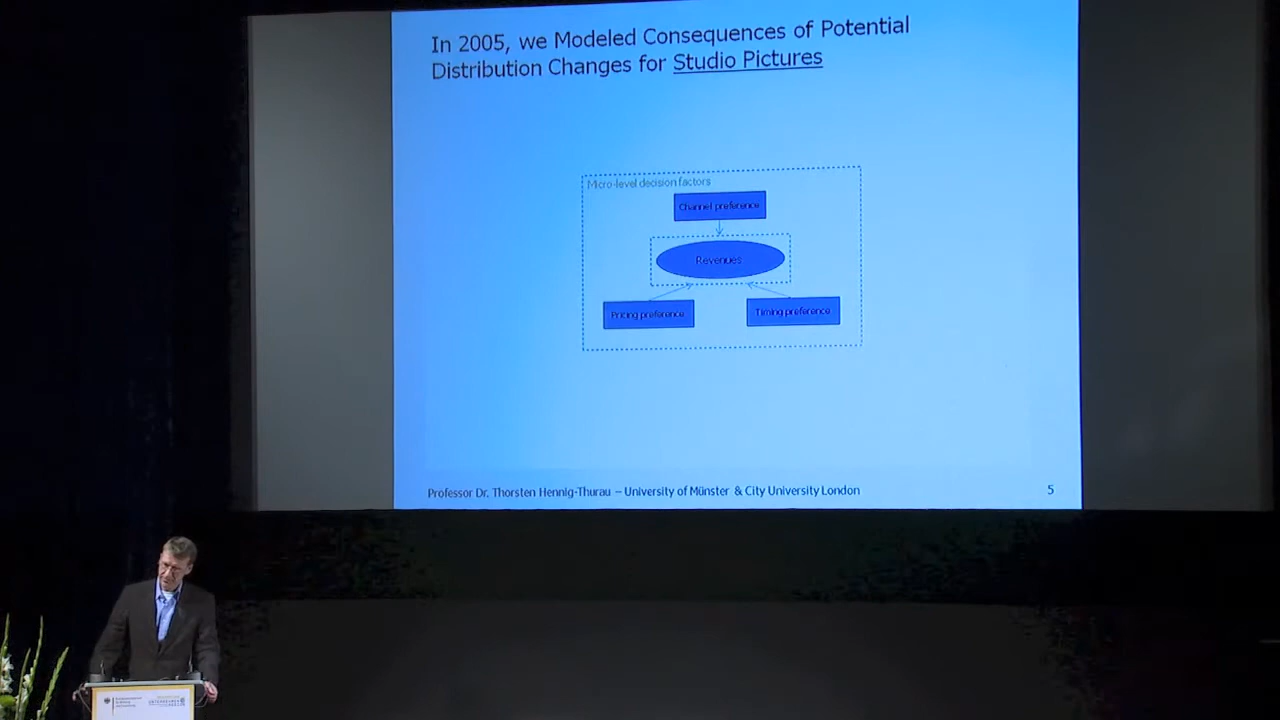 In 2005, we Modeled Consequences of Potential
Distribution Changes for Studio Pictures
Micro-level decision factors
Channel preference
Revenues
Pricing preference
Timing preference
Professor Dr. Thorsten Hennig-Thurau – University of Münster & City University London
5